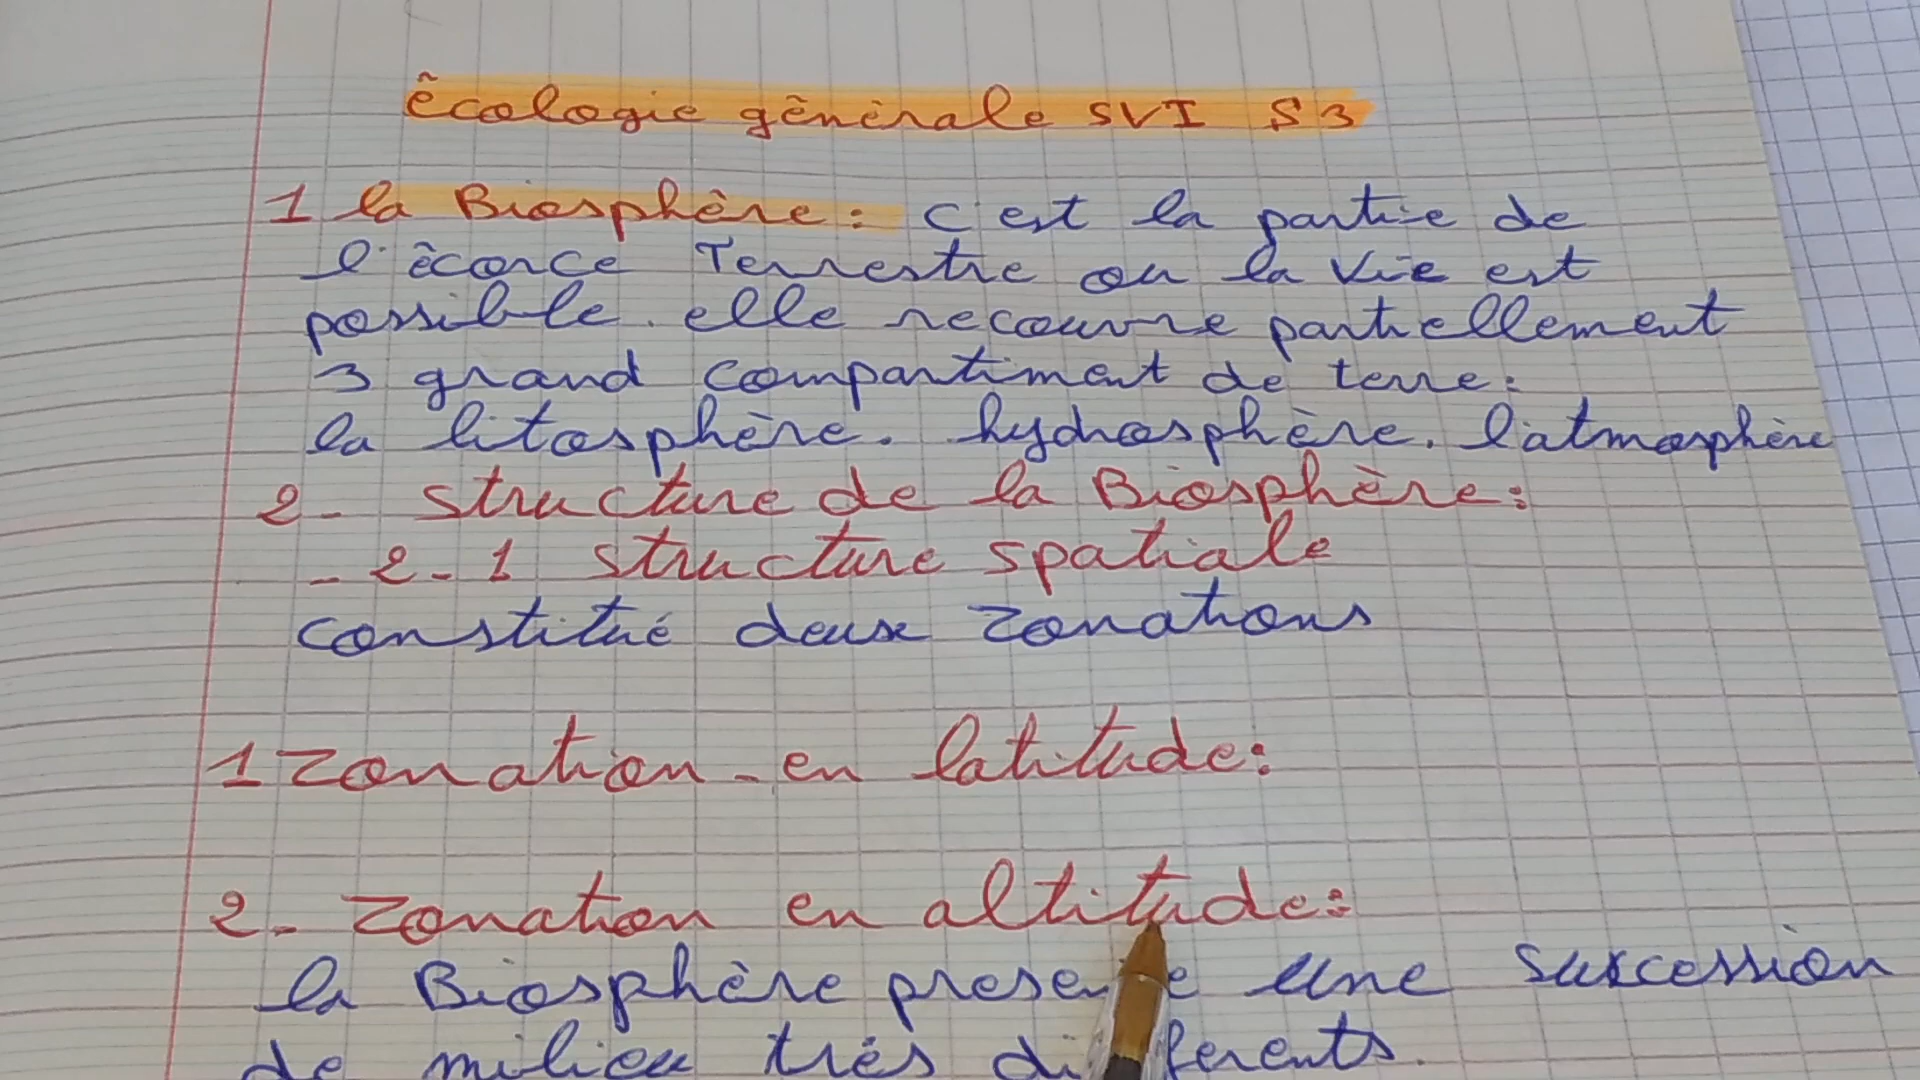 écologie générale SVI S3
1 la Biosphère : c'est la partie de
l'écorce Terrestre ou la vie est
possible. elle recouvre partiellement
3 grand compartiment de terre :
la litosphère. hydrosphère. l'atmosphère
2- structure de la Biosphère :
- 2-1 structure spatiale
constitué deux zonations
1 zonation - en latitude :
2- zonation en altitude :
la Biosphère presente une succession
de milieu très différents.